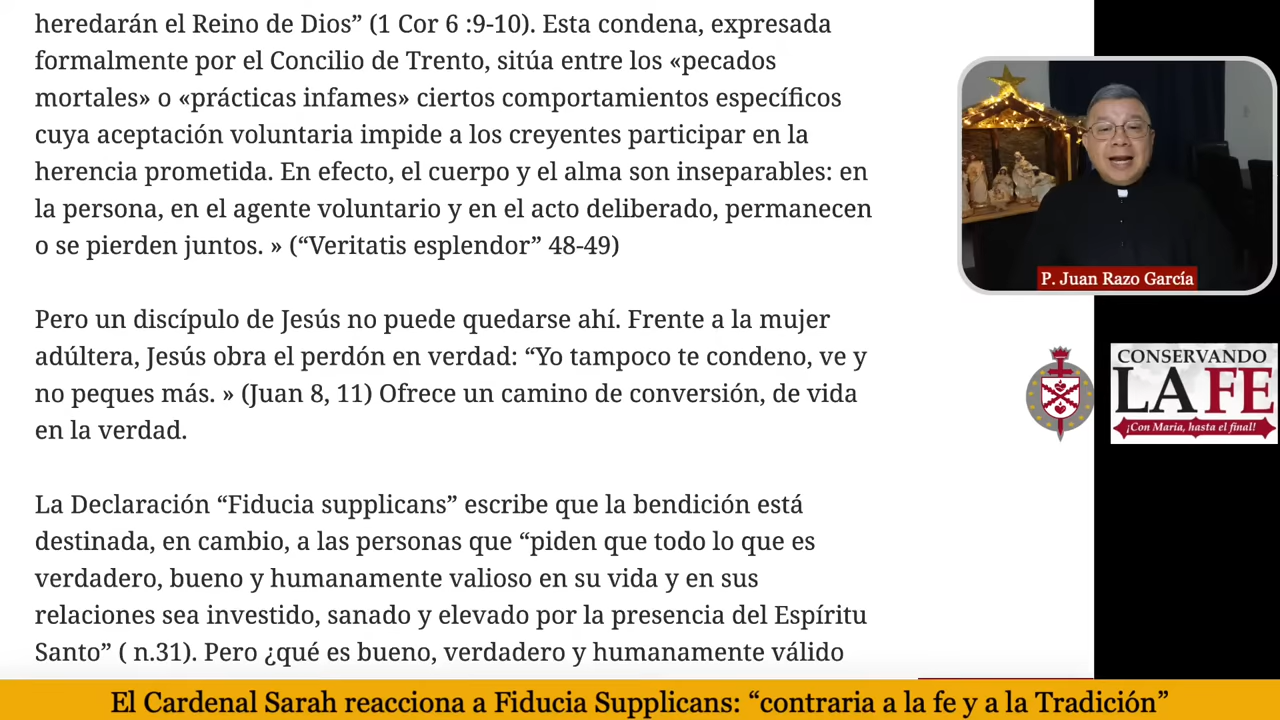 heredarán el Reino de Dios” (1 Cor 6 :9-10). Esta condena, expresada
formalmente por el Concilio de Trento, sitúa entre los «pecados
mortales» o «prácticas infames» ciertos comportamientos específicos
cuya aceptación voluntaria impide a los creyentes participar en la
herencia prometida. En efecto, el cuerpo y el alma son inseparables: en
la persona, en el agente voluntario y en el acto deliberado, permanecen
o se pierden juntos. » (“Veritatis esplendor” 48-49)
Pero un discípulo de Jesús no puede quedarse ahí. Frente a la mujer
adúltera, Jesús obra el perdón en verdad: “Yo tampoco te condeno, ve y
no peques más. » (Juan 8, 11) Ofrece un camino de conversión, de vida
en la verdad.
La Declaración “Fiducia supplicans” escribe que la bendición está
destinada, en cambio, a las personas que “piden que todo lo que es
verdadero, bueno y humanamente valioso en su vida y en sus
relaciones sea investido, sanado y elevado por la presencia del Espíritu
Santo” ( n.31). Pero ¿qué es bueno, verdadero y humanamente válido
P. Juan Razo García
CONSERVANDO
LA FE
¡Con Maria, hasta el final!
El Cardenal Sarah reacciona a Fiducia Supplicans: “contraria a la fe y a la Tradición”